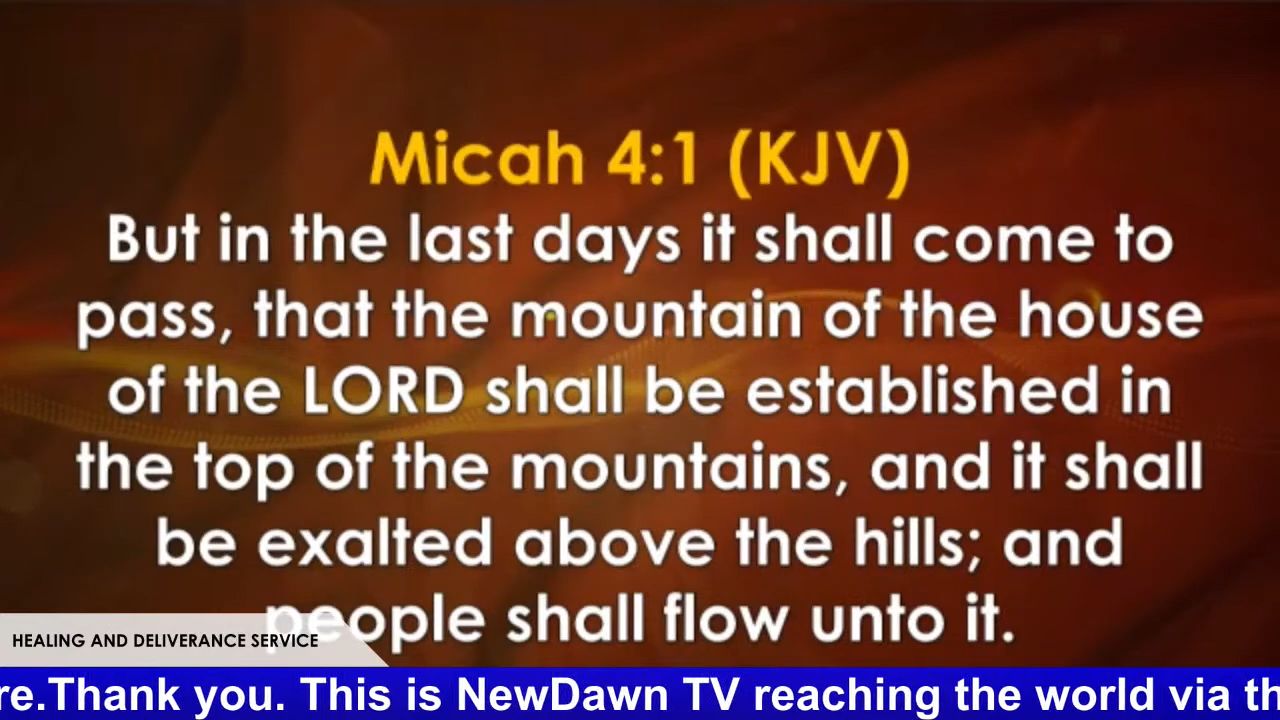 Micah 4:1 (KJV)
But in the last days it shall come to
pass, that the mountain of the house
of the LORD shall be established in
the top of the mountains, and it shall
be exalted above the hills; and
people shall flow unto it.
HEALING AND DELIVERANCE SERVICE
re.Thank you. This is NewDawn TV reaching the world via th